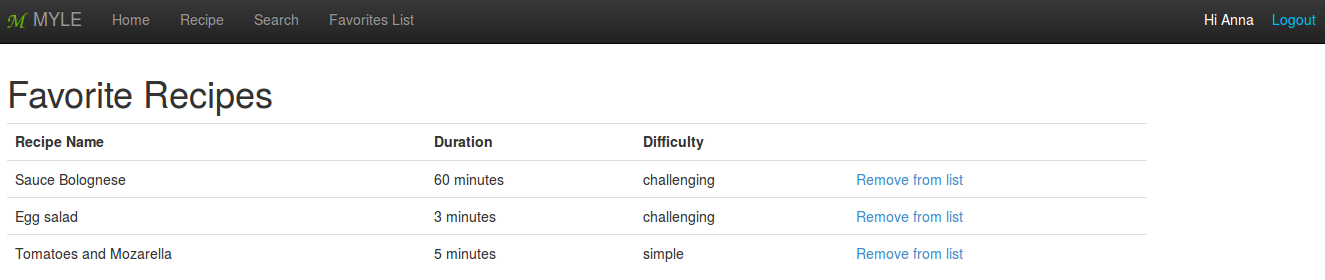 M MYLE Home Recipe Search Favorites List Hi Anna Logout
Favorite Recipes
Recipe Name Duration Difficulty
Sauce Bolognese 60 minutes challenging Remove from list
Egg salad 3 minutes challenging Remove from list
Tomatoes and Mozarella 5 minutes simple Remove from list